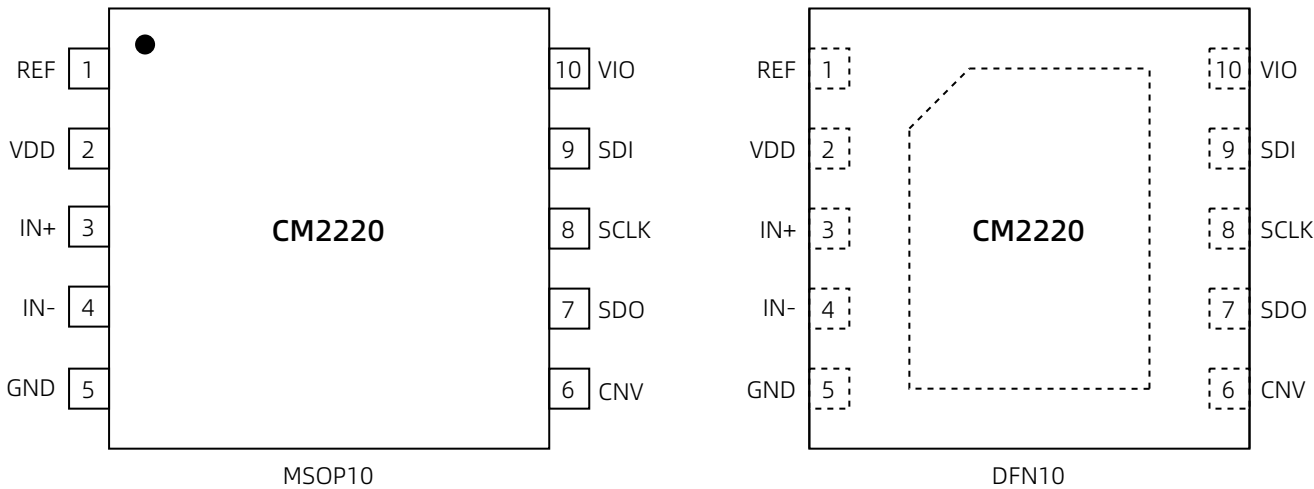 REF 1 10 VIO REF 1 10 VIO
VDD 2 9 SDI VDD 2 9 SDI
IN+ 3 CM2220 8 SCLK IN+ 3 CM2220 8 SCLK
IN- 4 7 SDO IN- 4 7 SDO
GND 5 6 CNV GND 5 6 CNV
MSOP10 DFN10